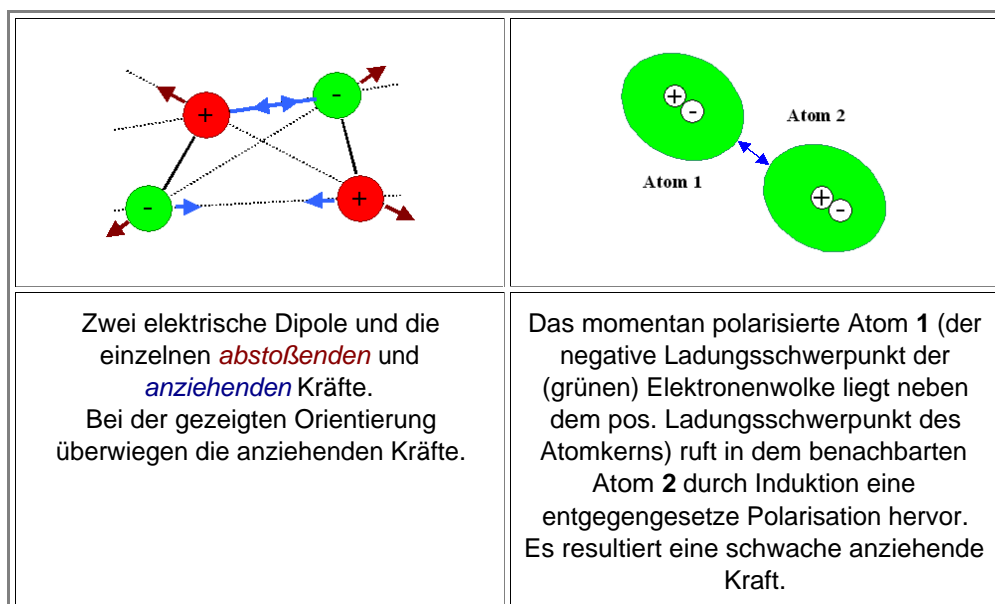 +
-
-
+
+
-
Atom 2
Atom 1
+
-
Zwei elektrische Dipole und die
einzelnen abstoßenden und
anziehenden Kräfte.
Bei der gezeigten Orientierung
überwiegen die anziehenden Kräfte.
Das momentan polarisierte Atom 1 (der
negative Ladungsschwerpunkt der
(grünen) Elektronenwolke liegt neben
dem pos. Ladungsschwerpunkt des
Atomkerns) ruft in dem benachbarten
Atom 2 durch Induktion eine
entgegengesetze Polarisation hervor.
Es resultiert eine schwache anziehende
Kraft.